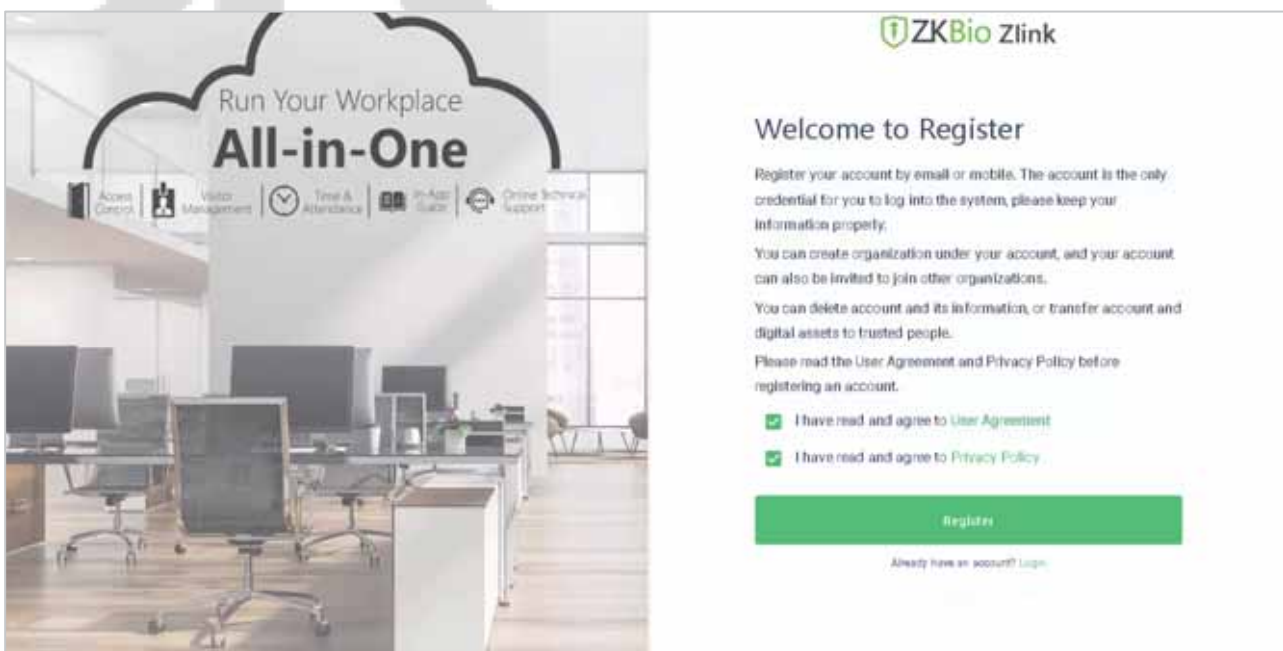 Run Your Workplace
All-in-One
Access
Control
Visitor
Management
Time &
Attendance
In-App
Guide
Online Technical
Support
ZKBio Zlink
Welcome to Register
Register your account by email or mobile. The account is the only
credential for you to log into the system, please keep your
information properly.
You can create organization under your account, and your account
can also be invited to join other organizations.
You can delete account and its information, or transfer account and
digital assets to trusted people.
Please read the User Agreement and Privacy Policy before
registering an account.
I have read and agree to User Agreement
I have read and agree to Privacy Policy
Register
Already have an account? Login